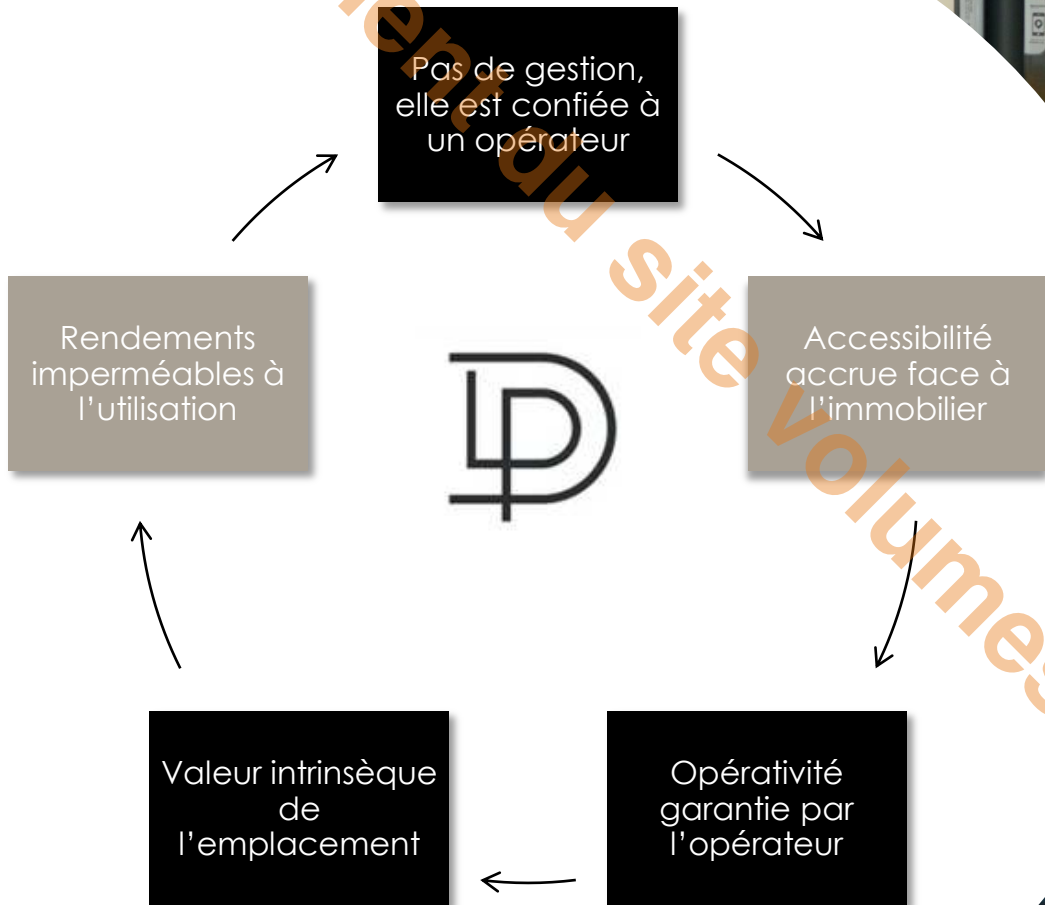 Pas de gestion,
elle est confiée à
un opérateur
Accessibilité
accrue face à
l'immobilier
Opérativité
garantie par
l'opérateur
Valeur intrinsèque
de
l'emplacement
Rendements
imperméables à
l'utilisation
du site volumes